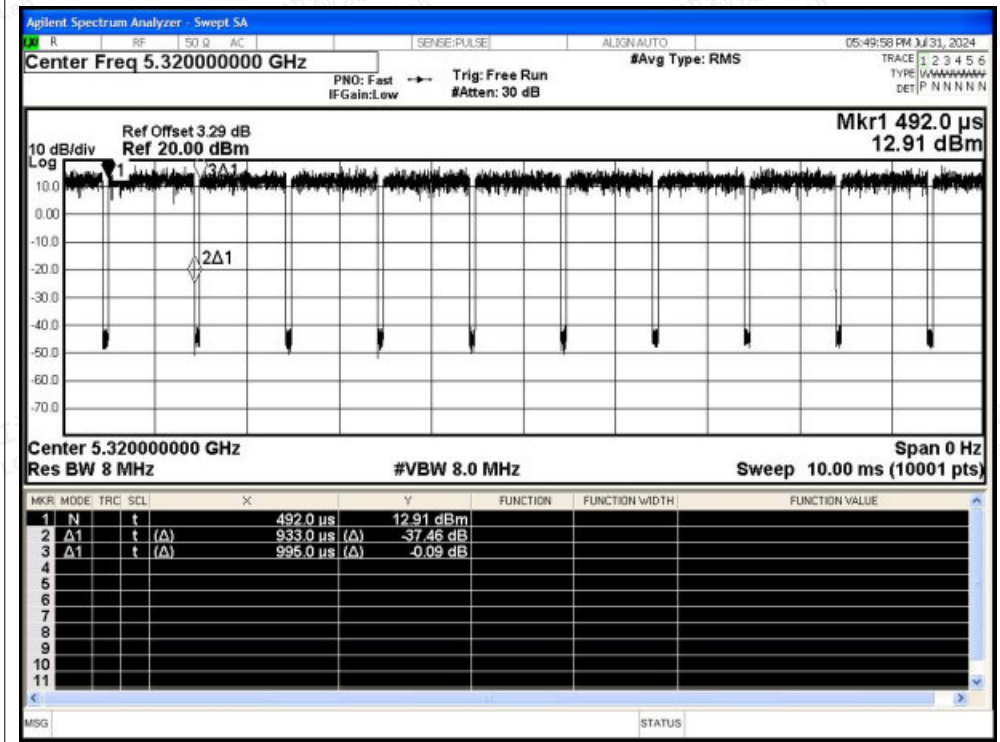 Agilent Spectrum Analyzer - Swept SA
LXI R RF 50 Ω AC SENSE:PULSE ALIGN AUTO 05:49:58 PM Jul 31, 2024
Center Freq 5.320000000 GHz #Avg Type: RMS TRACE 1 2 3 4 5 6
PNO: Fast Trig: Free Run TYPE
IFGain:Low #Atten: 30 dB DET P N N N N N
Mkr1 492.0 µs
Ref Offset 3.29 dB
10 dB/div Ref 20.00 dBm 12.91 dBm
Log
1 3Δ1
10.0
0.00
-10.0
2Δ1
-20.0
-30.0
-40.0
-50.0
-60.0
-70.0
Center 5.320000000 GHz Span 0 Hz
Res BW 8 MHz #VBW 8.0 MHz Sweep 10.00 ms (10001 pts)
MKR MODE TRC SCL X Y FUNCTION FUNCTION WIDTH FUNCTION VALUE
1 N t 492.0 µs 12.91 dBm
2 Δ1 t (Δ) 933.0 µs (Δ) -37.46 dB
3 Δ1 t (Δ) 995.0 µs (Δ) -0.09 dB
4
5
6
7
8
9
10
11
MSG STATUS